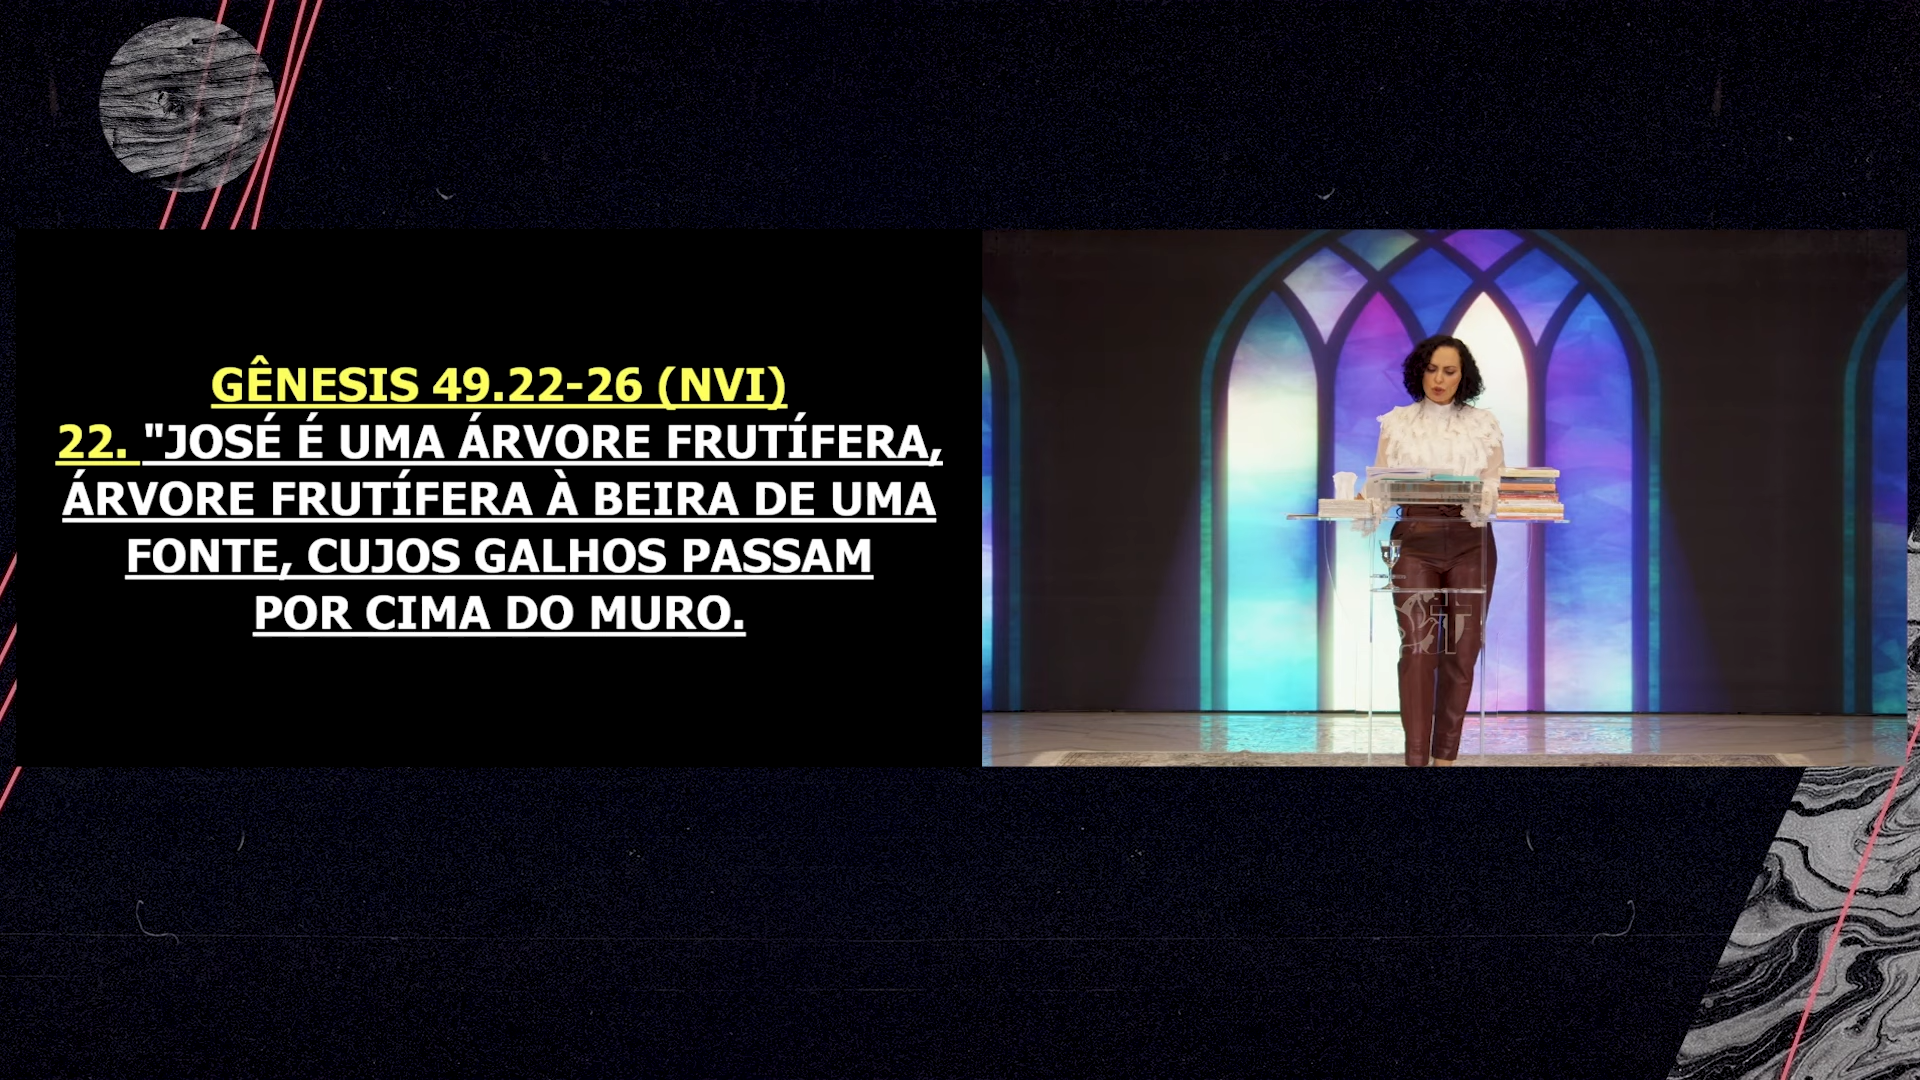 GÊNESIS 49.22-26 (NVI)
22. "JOSÉ É UMA ÁRVORE FRUTÍFERA,
ÁRVORE FRUTÍFERA À BEIRA DE UMA
FONTE, CUJOS GALHOS PASSAM
POR CIMA DO MURO.